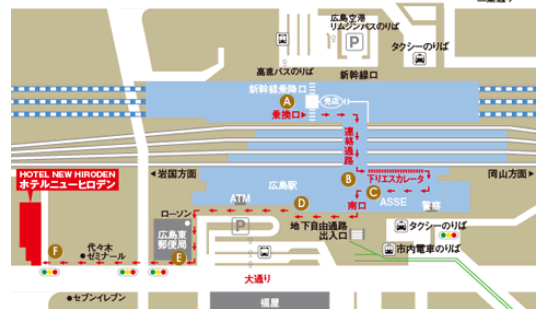 広島空港
リムジンバスのりば
P
タクシーのりば
高速バスのりば
新幹線口
新幹線乗降口
A
売店
乗換口
連絡通路
岩国方面
B
下りエスカレータ
岡山方面
HOTEL NEW HIRODEN
ホテルニューヒロデン
広島駅
C
ATM
D
南口
ASSE
警察
ローソン
P
地下自由通路
出入口
タクシーのりば
広島東
郵便局
市内電車のりば
F
代々木
ゼミナール
E
大通り
セブンイレブン
福屋